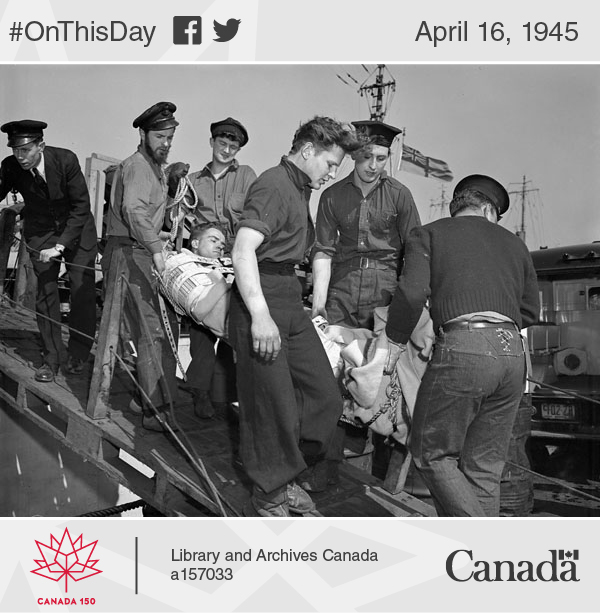 #OnThisDay
April 16, 1945
CANADA 150
Library and Archives Canada
a157033
Canada